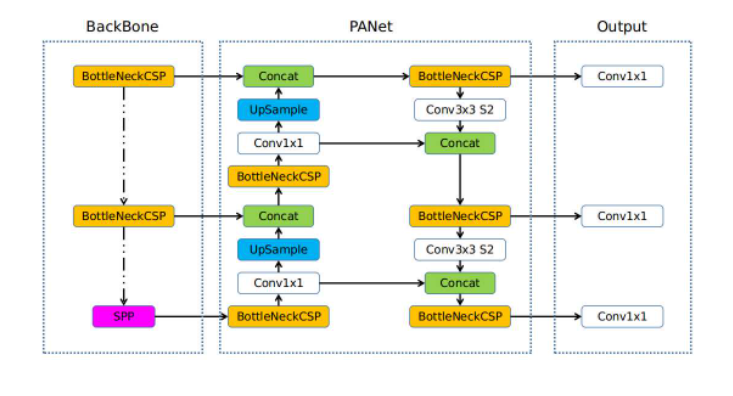 BackBone PANet Output
BottleNeckCSP Concat BottleNeckCSP Conv1x1
UpSample Conv3x3 S2
Conv1x1 Concat
BottleNeckCSP
BottleNeckCSP Concat BottleNeckCSP Conv1x1
UpSample Conv3x3 S2
Conv1x1 Concat
SPP BottleNeckCSP BottleNeckCSP Conv1x1